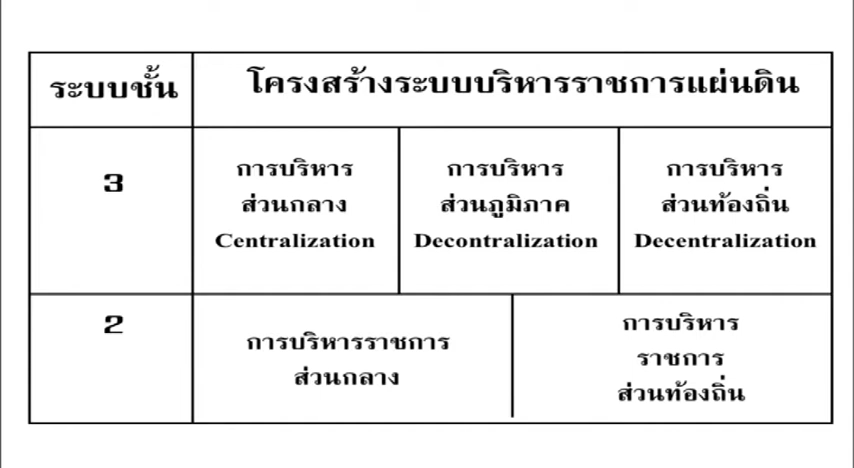 ระบบชั้น
โครงสร้างระบบบริหารราชการแผ่นดิน
3
การบริหาร
ส่วนกลาง
Centralization
การบริหาร
ส่วนภูมิภาค
Decontralization
การบริหาร
ส่วนท้องถิ่น
Decentralization
2
การบริหารราชการ
ส่วนกลาง
การบริหาร
ราชการ
ส่วนท้องถิ่น